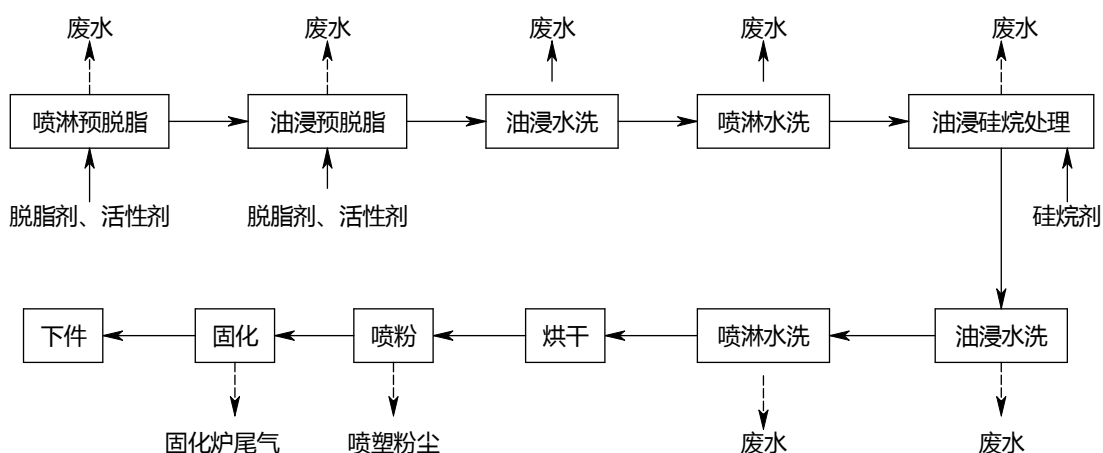 废水
废水
废水
废水
废水
喷淋预脱脂
油浸预脱脂
油浸水洗
喷淋水洗
油浸硅烷处理
脱脂剂、活性剂
脱脂剂、活性剂
硅烷剂
下件
固化
喷粉
烘干
喷淋水洗
油浸水洗
固化炉尾气
喷塑粉尘
废水
废水